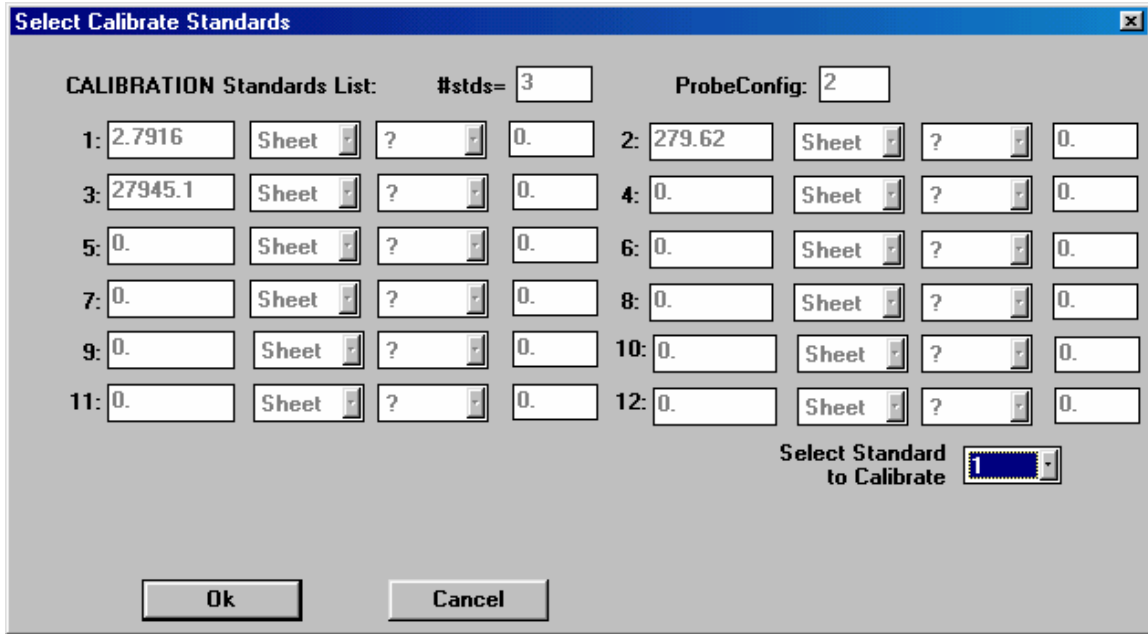 Select Calibrate Standards
CALIBRATION Standards List: #stds= 3 ProbeConfig: 2
1: 2.7916 Sheet ? 0. 2: 279.62 Sheet ? 0.
3: 27945.1 Sheet ? 0. 4: 0. Sheet ? 0.
5: 0. Sheet ? 0. 6: 0. Sheet ? 0.
7: 0. Sheet ? 0. 8: 0. Sheet ? 0.
9: 0. Sheet ? 0. 10: 0. Sheet ? 0.
11: 0. Sheet ? 0. 12: 0. Sheet ? 0.
Select Standard
to Calibrate 1
Ok Cancel